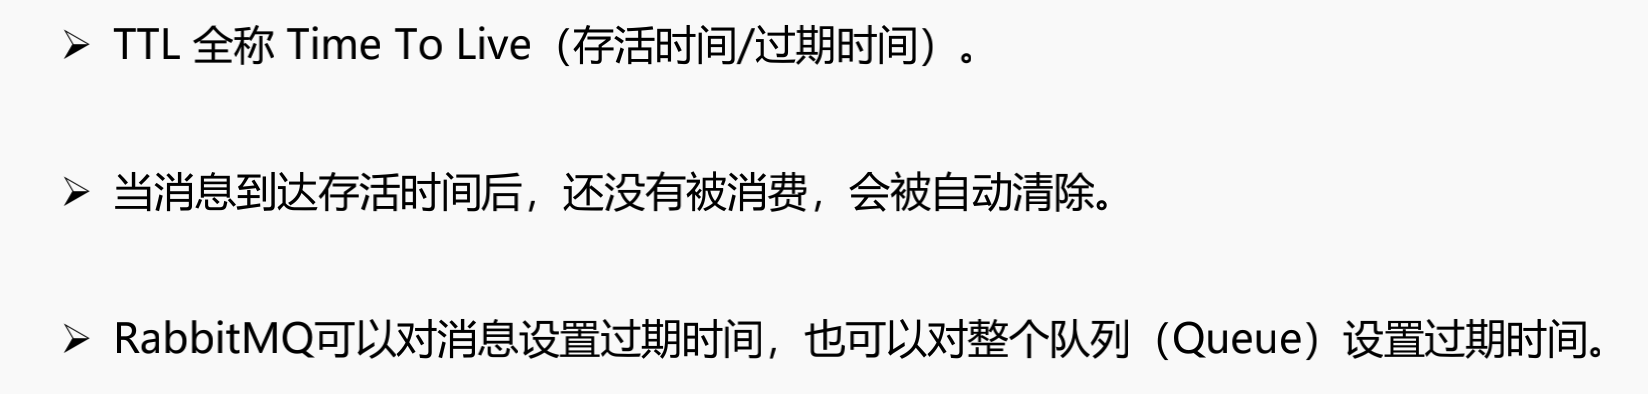 ➢ TTL 全称 Time To Live（存活时间/过期时间）。
➢ 当消息到达存活时间后，还没有被消费，会被自动清除。
➢ RabbitMQ可以对消息设置过期时间，也可以对整个队列（Queue）设置过期时间。